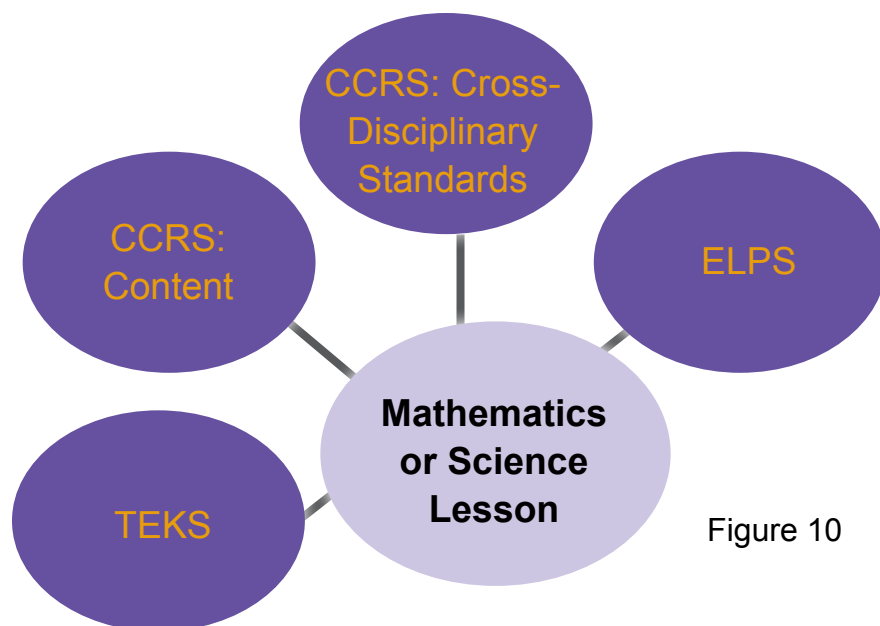 CCRS: Cross-
Disciplinary
Standards
CCRS:
Content
ELPS
Mathematics
or Science
Lesson
TEKS
Figure 10